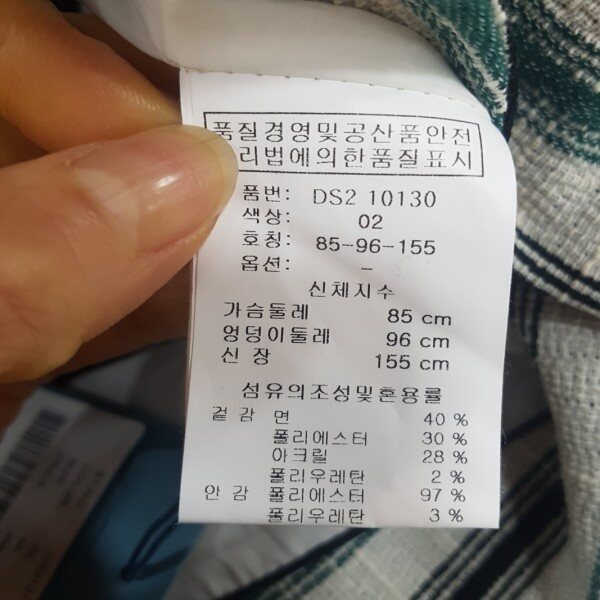 품질경영및공산품안전
리법에의한품질표시
품번: DS2 10130
색상: 02
호칭: 85-96-155
옵션: -
신체지수
가슴둘레 85 cm
엉덩이둘레 96 cm
신 장 155 cm
섬유의조성및혼용률
겉 감 면 40 %
폴리에스터 30 %
아크릴 28 %
폴리우레탄 2 %
안 감 폴리에스터 97 %
폴리우레탄 3 %